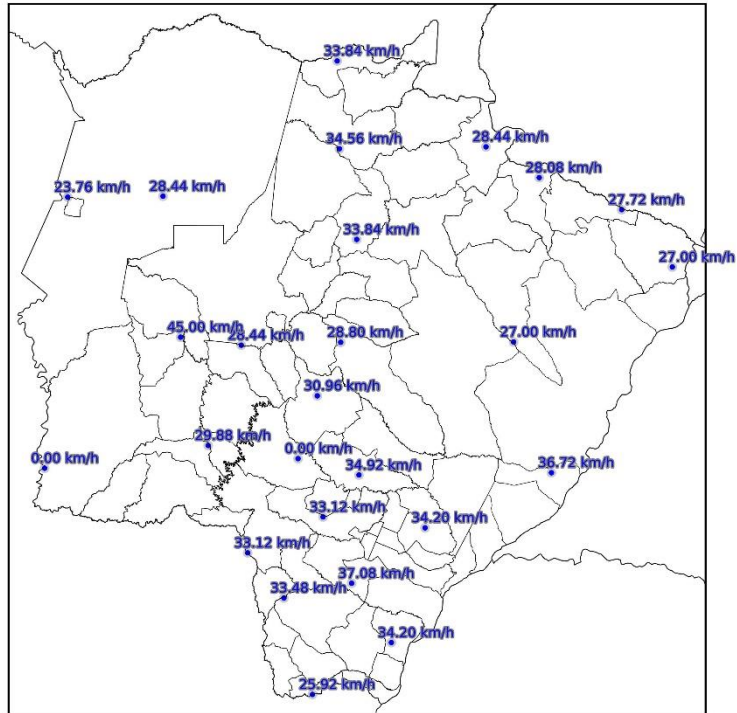 33.84 km/h
34.56 km/h
28.44 km/h
28.08 km/h
23.76 km/h
28.44 km/h
27.72 km/h
33.84 km/h
27.00 km/h
45.00 km/h
28.44 km/h
28.80 km/h
27.00 km/h
30.96 km/h
29.88 km/h
0.00 km/h
0.00 km/h
34.92 km/h
36.72 km/h
33.12 km/h
34.20 km/h
33.12 km/h
37.08 km/h
33.48 km/h
34.20 km/h
25.92 km/h